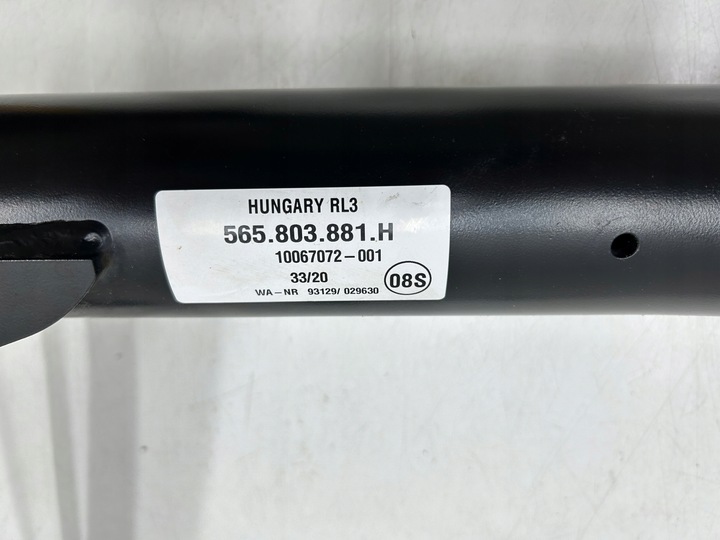 HUNGARY RL3
565.803.881.H
10067072-001
33/20
08S
WA-NR 93129/ 029630